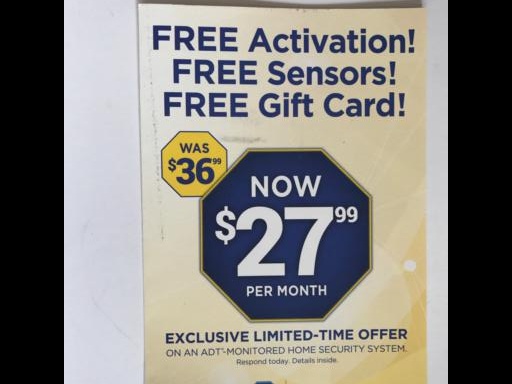 FREE Activation!
FREE Sensors!
FREE Gift Card!
WAS
$36.99
NOW
$27.99
PER MONTH
EXCLUSIVE LIMITED-TIME OFFER
ON AN ADT®-MONITORED HOME SECURITY SYSTEM.
Respond today. Details inside.